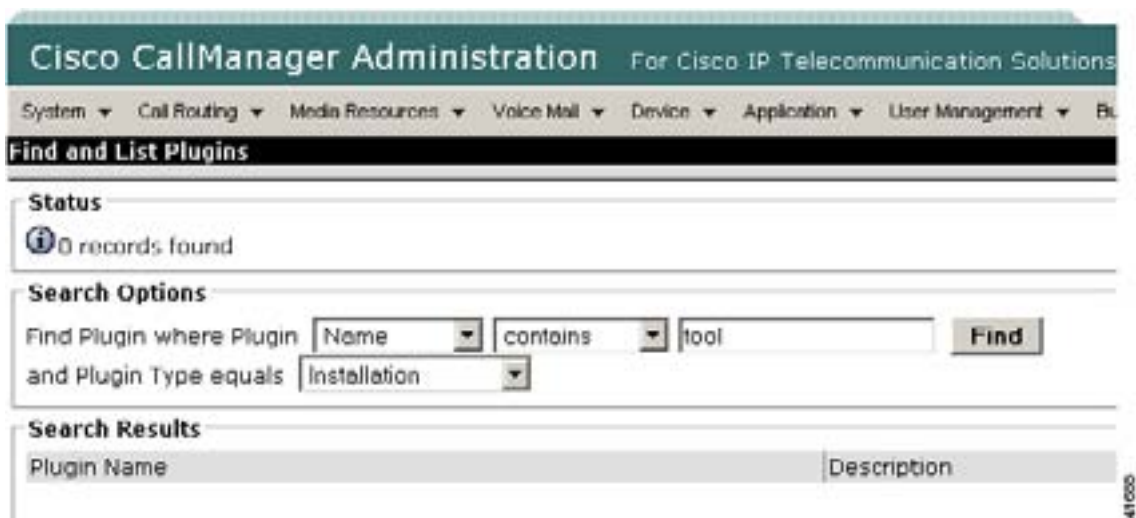 Cisco CallManager Administration For Cisco IP Telecommunication Solutions
System Call Routing Media Resources Voice Mail Device Application User Management Bu
Find and List Plugins
Status
0 records found
Search Options
Find Plugin where Plugin Name contains tool Find
and Plugin Type equals Installation
Search Results
Plugin Name Description